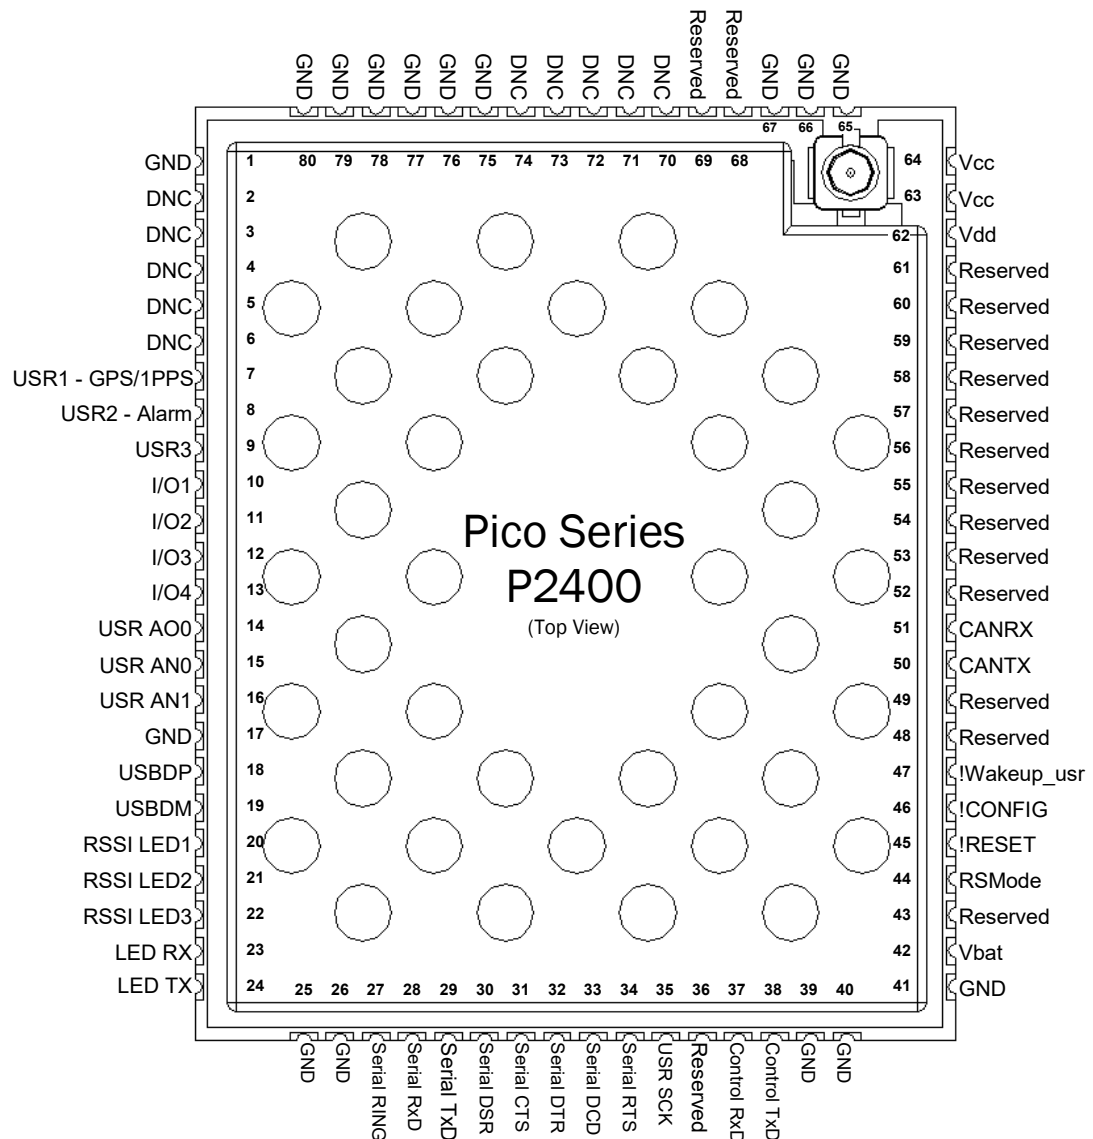 Reserved
Reserved
GND
GND
GND
GND
GND
GND
DNC
DNC
DNC
DNC
DNC
GND
GND
GND
67
66
65
80
79
78
77
76
75
74
73
72
71
70
69
68
GND 1
DNC 2
DNC 3
DNC 4
DNC 5
DNC 6
USR1 - GPS/1PPS 7
USR2 - Alarm 8
USR3 9
I/O1 10
I/O2 11
I/O3 12
I/O4 13
USR AO0 14
USR AN0 15
USR AN1 16
GND 17
USBDP 18
USBDM 19
RSSI LED1 20
RSSI LED2 21
RSSI LED3 22
LED RX 23
LED TX 24
Pico Series
P2400
(Top View)
64 Vcc
63 Vcc
62 Vdd
61 Reserved
60 Reserved
59 Reserved
58 Reserved
57 Reserved
56 Reserved
55 Reserved
54 Reserved
53 Reserved
52 Reserved
51 CANRX
50 CANTX
49 Reserved
48 Reserved
47 !Wakeup_usr
46 !CONFIG
45 !RESET
44 RSMode
43 Reserved
42 Vbat
41 GND
25
26
27
28
29
30
31
32
33
34
35
36
37
38
39
40
GND
GND
Serial RING
Serial RxD
Serial TxD
Serial DSR
Serial CTS
Serial DTR
Serial DCD
Serial RTS
USR SCK
Reserved
Control RxD
Control TxD
GND
GND